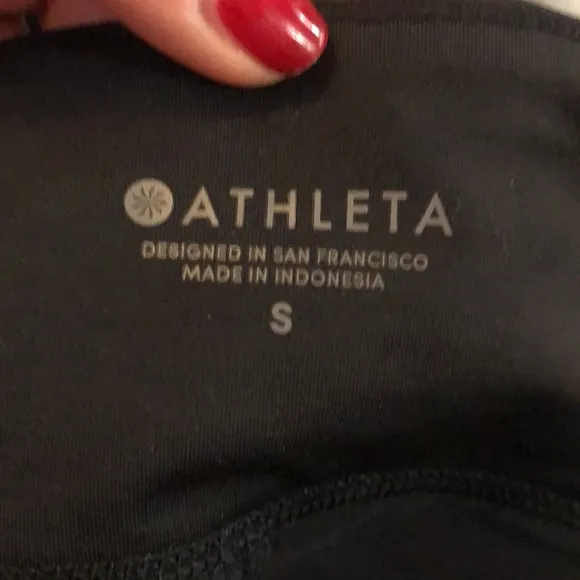 ATHLETA
DESIGNED IN SAN FRANCISCO
MADE IN INDONESIA
S